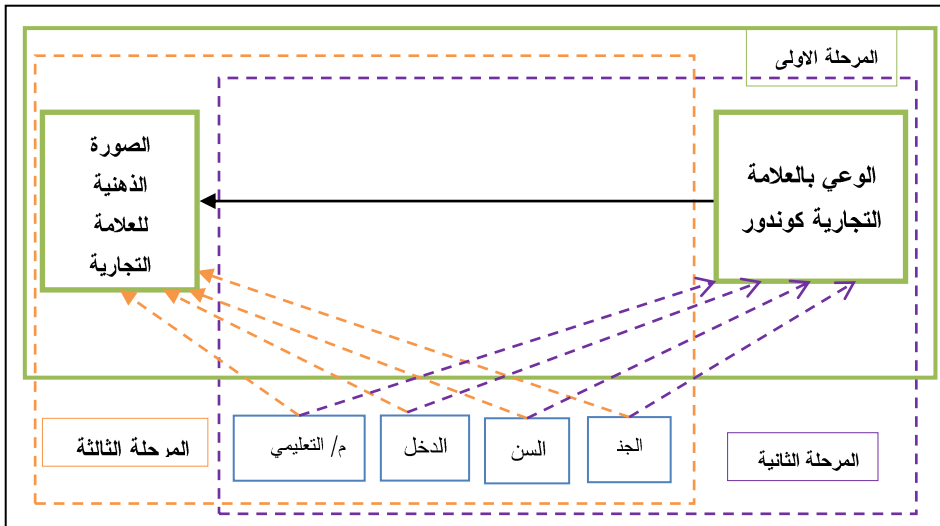 المرحلة الاولى
الوعي بالعلامة
التجارية كوندور
الصورة
الذهنية
للعلامة
التجارية
الجنـ
السن
الدخل
م/ التعليمي
المرحلة الثانية
المرحلة الثالثة